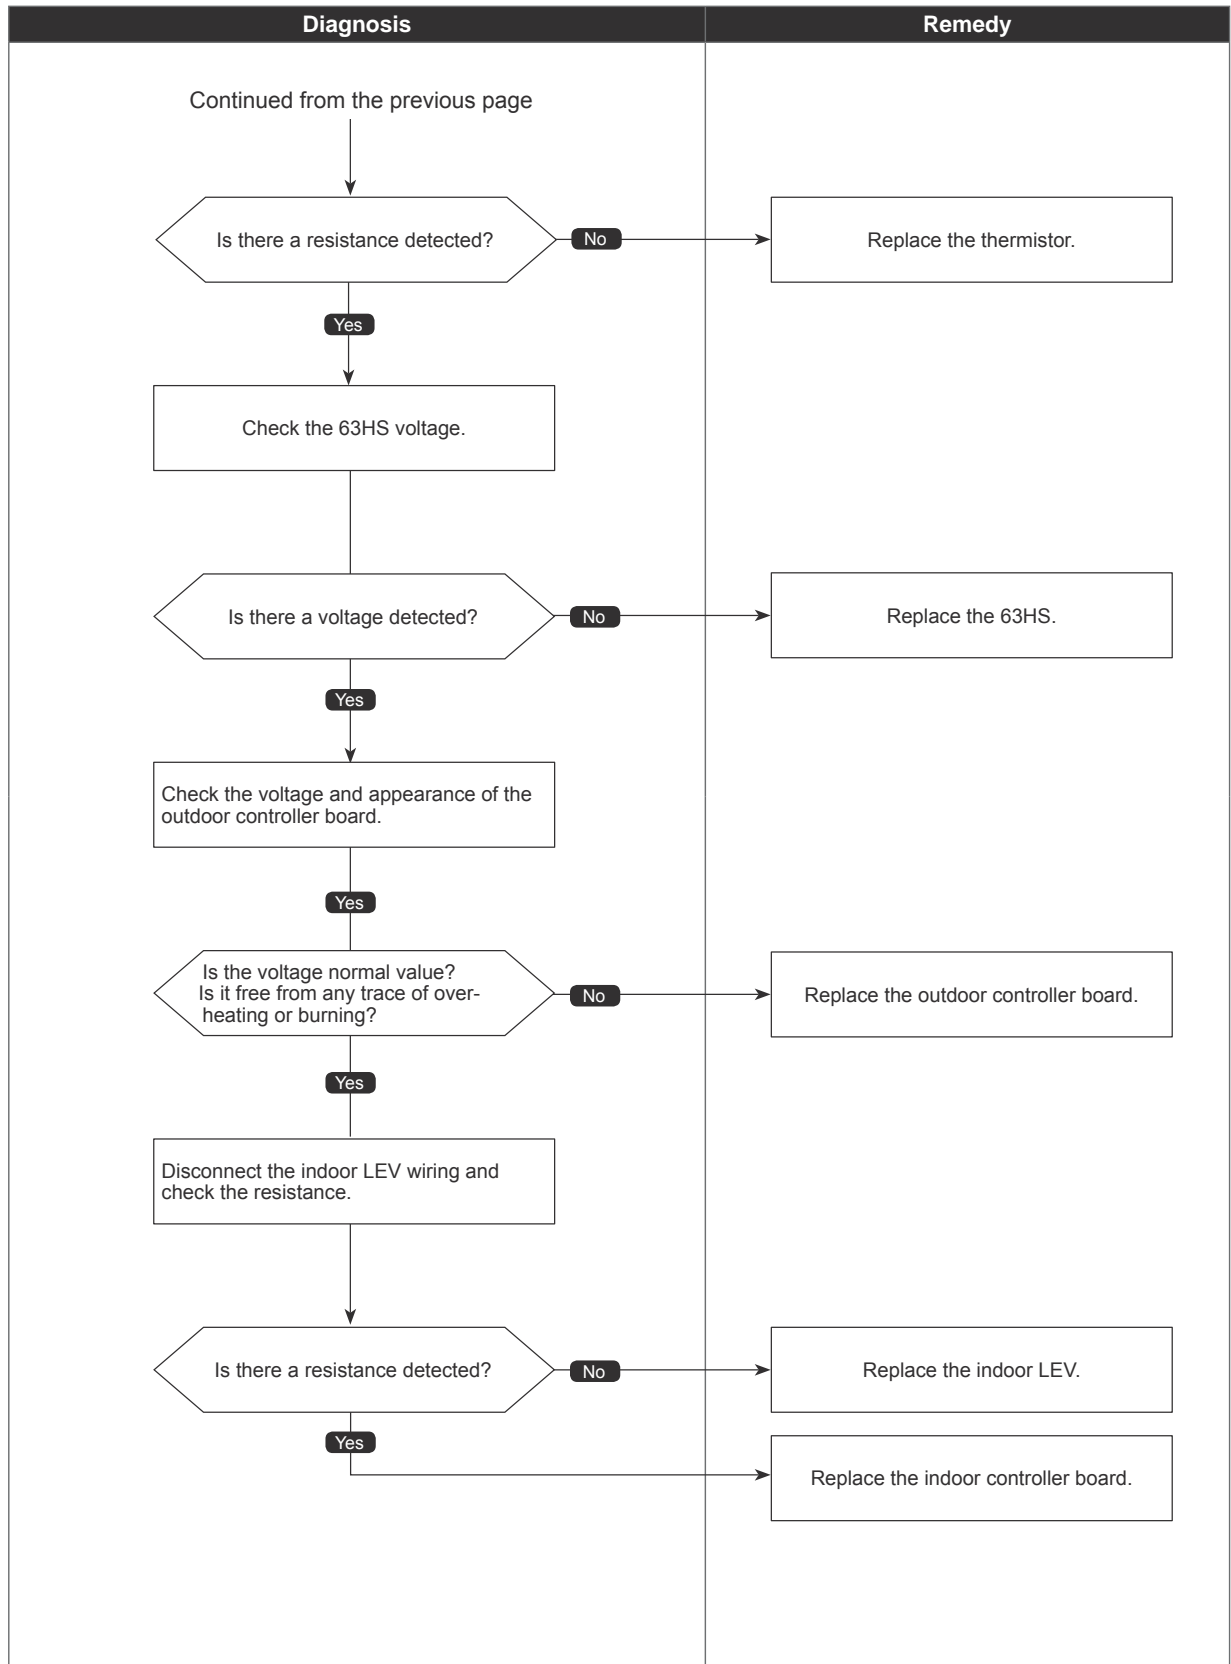 Diagnosis
Remedy
Continued from the previous page
Is there a resistance detected?
No
Replace the thermistor.
Yes
Check the 63HS voltage.
Is there a voltage detected?
No
Replace the 63HS.
Yes
Check the voltage and appearance of the
outdoor controller board.
Yes
Is the voltage normal value?
Is it free from any trace of over-
heating or burning?
No
Replace the outdoor controller board.
Yes
Disconnect the indoor LEV wiring and
check the resistance.
Is there a resistance detected?
No
Replace the indoor LEV.
Yes
Replace the indoor controller board.